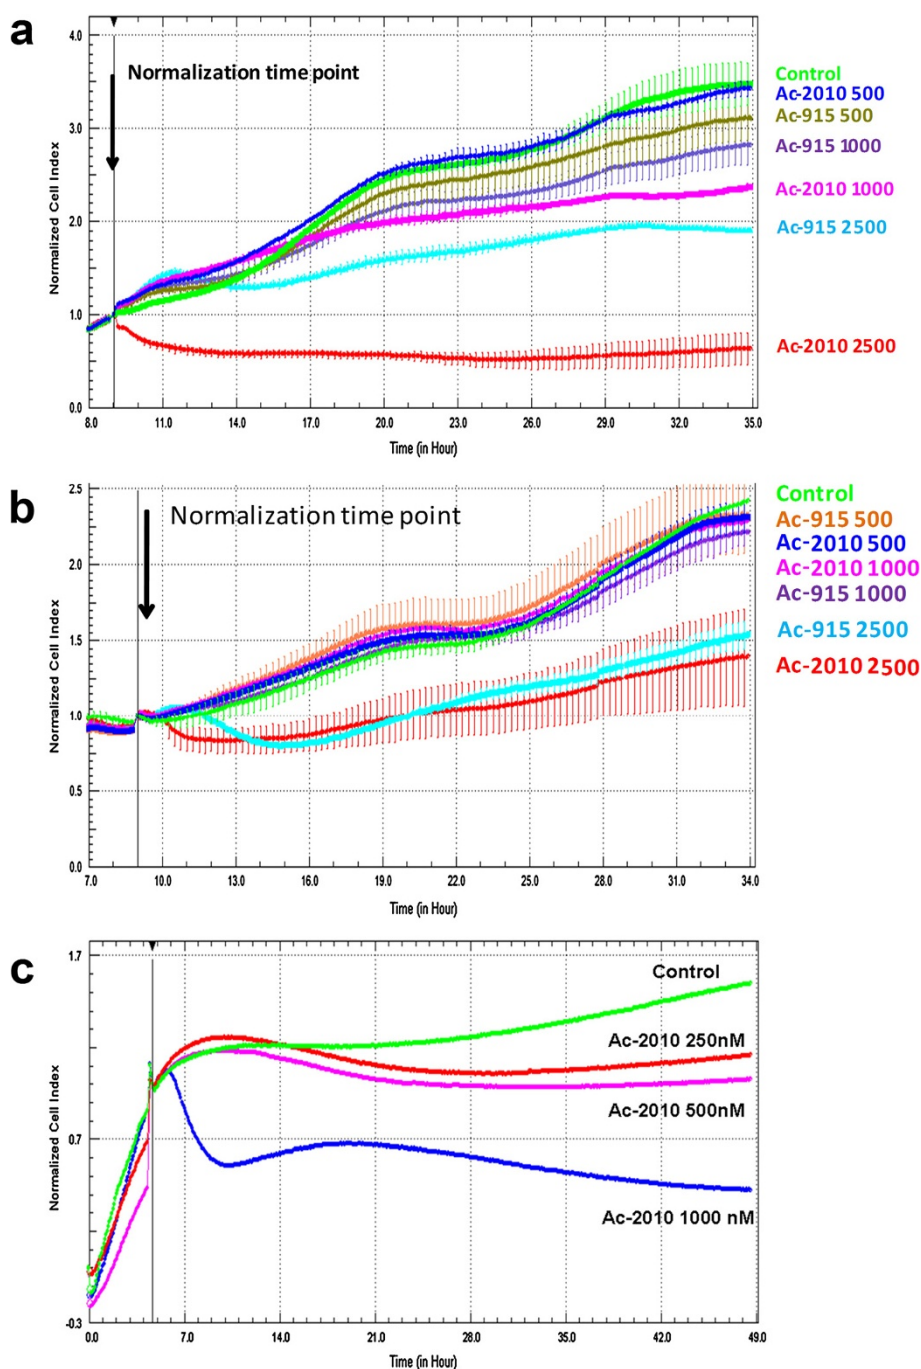 a
4.0
3.0
2.0
1.0
0.0
Normalized Cell Index
Normalization time point
Control
Ac-2010 500
Ac-915 500
Ac-915 1000
Ac-2010 1000
Ac-915 2500
Ac-2010 2500
8.0 11.0 14.0 17.0 20.0 23.0 26.0 29.0 32.0 35.0
Time (in Hour)
b
2.5
2.0
1.5
1.0
0.5
0.0
Normalized Cell Index
Normalization time point
Control
Ac-915 500
Ac-2010 500
Ac-2010 1000
Ac-915 1000
Ac-915 2500
Ac-2010 2500
7.0 10.0 13.0 16.0 19.0 22.0 25.0 28.0 31.0 34.0
Time (in Hour)
c
1.7
0.7
-0.3
Normalized Cell Index
Control
Ac-2010 250nM
Ac-2010 500nM
Ac-2010 1000 nM
0.0 7.0 14.0 21.0 28.0 35.0 42.0 49.0
Time (in Hour)